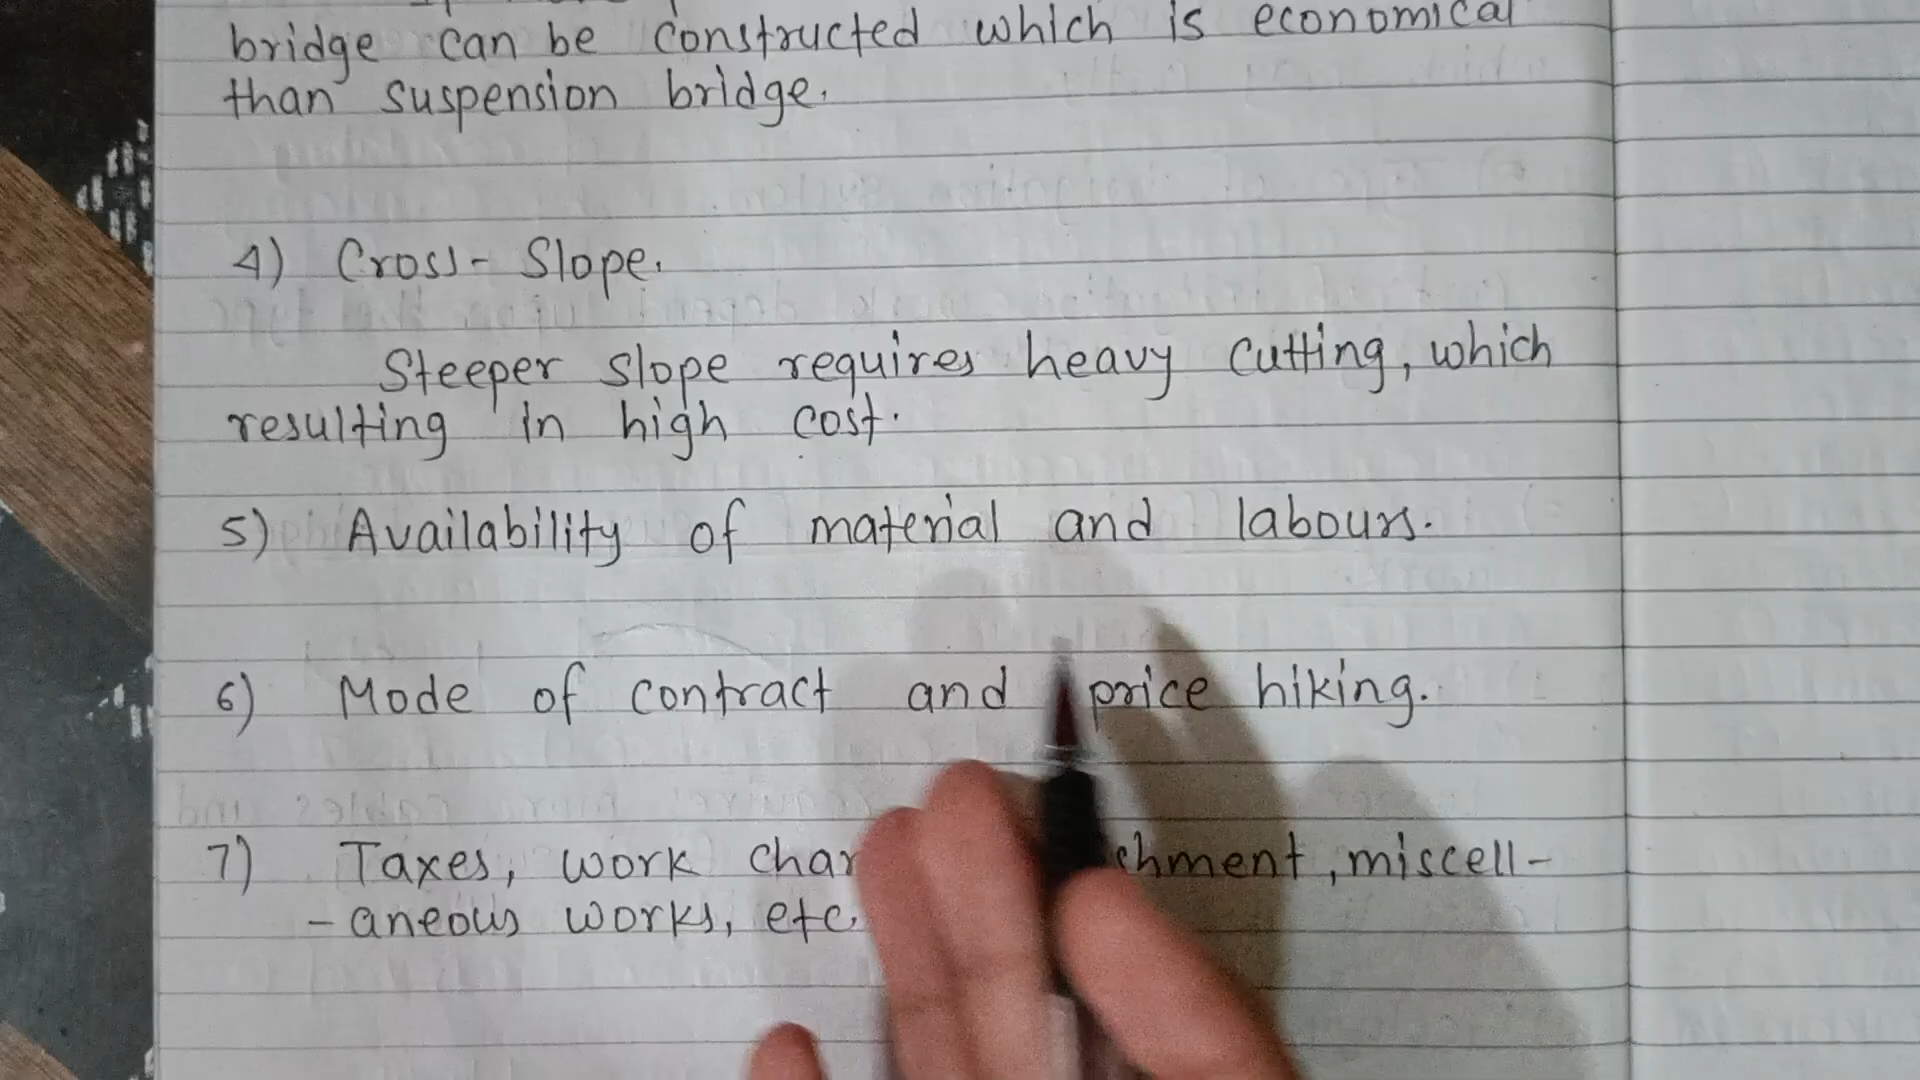 bridge can be constructed which is economical
than suspension bridge.
4) Cross-Slope.
Steeper slope requires heavy cutting, which
resulting in high cost.
5) Availability of material and labours.
6) Mode of contract and price hiking.
7) Taxes, work miscell-
-aneous works, etc.